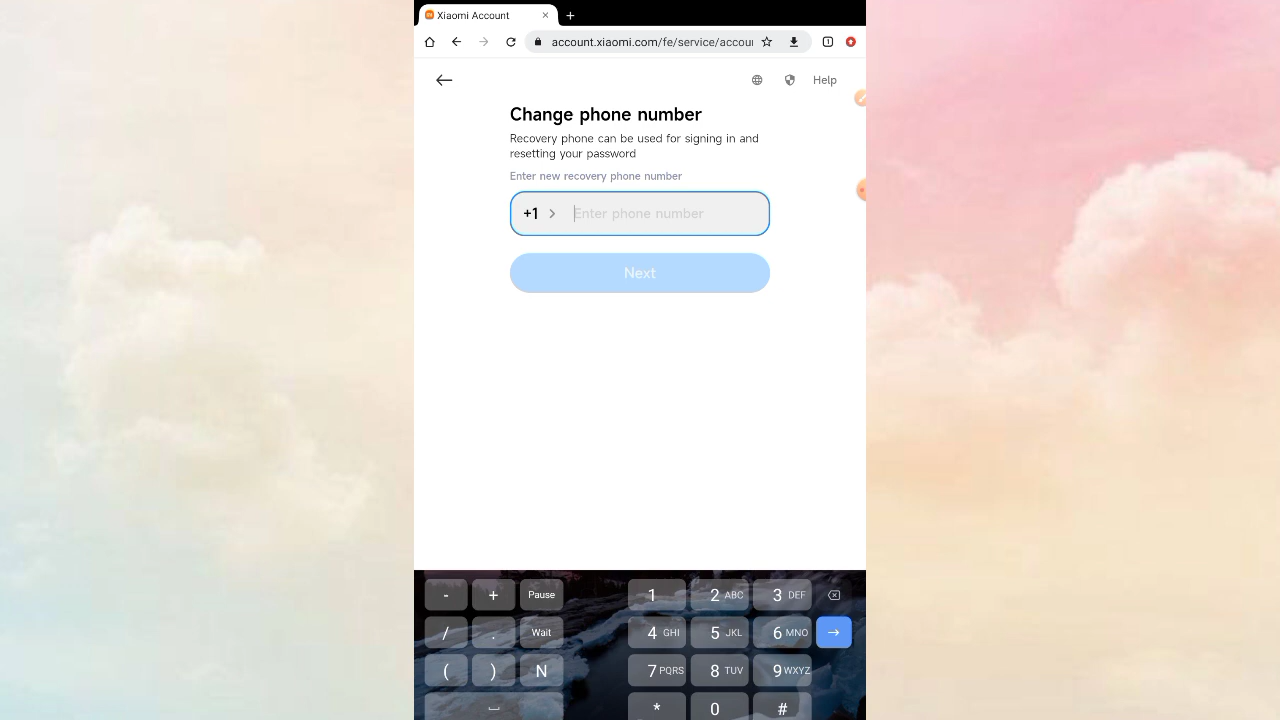 Xiaomi Account
account.xiaomi.com/fe/service/accou
Help
Change phone number
Recovery phone can be used for signing in and
resetting your password
Enter new recovery phone number
+1 Enter phone number
Next
- + Pause 1 2 ABC 3 DEF
/ . Wait 4 GHI 5 JKL 6 MNO
( ) N 7 PQRS 8 TUV 9 WXYZ
* 0 #